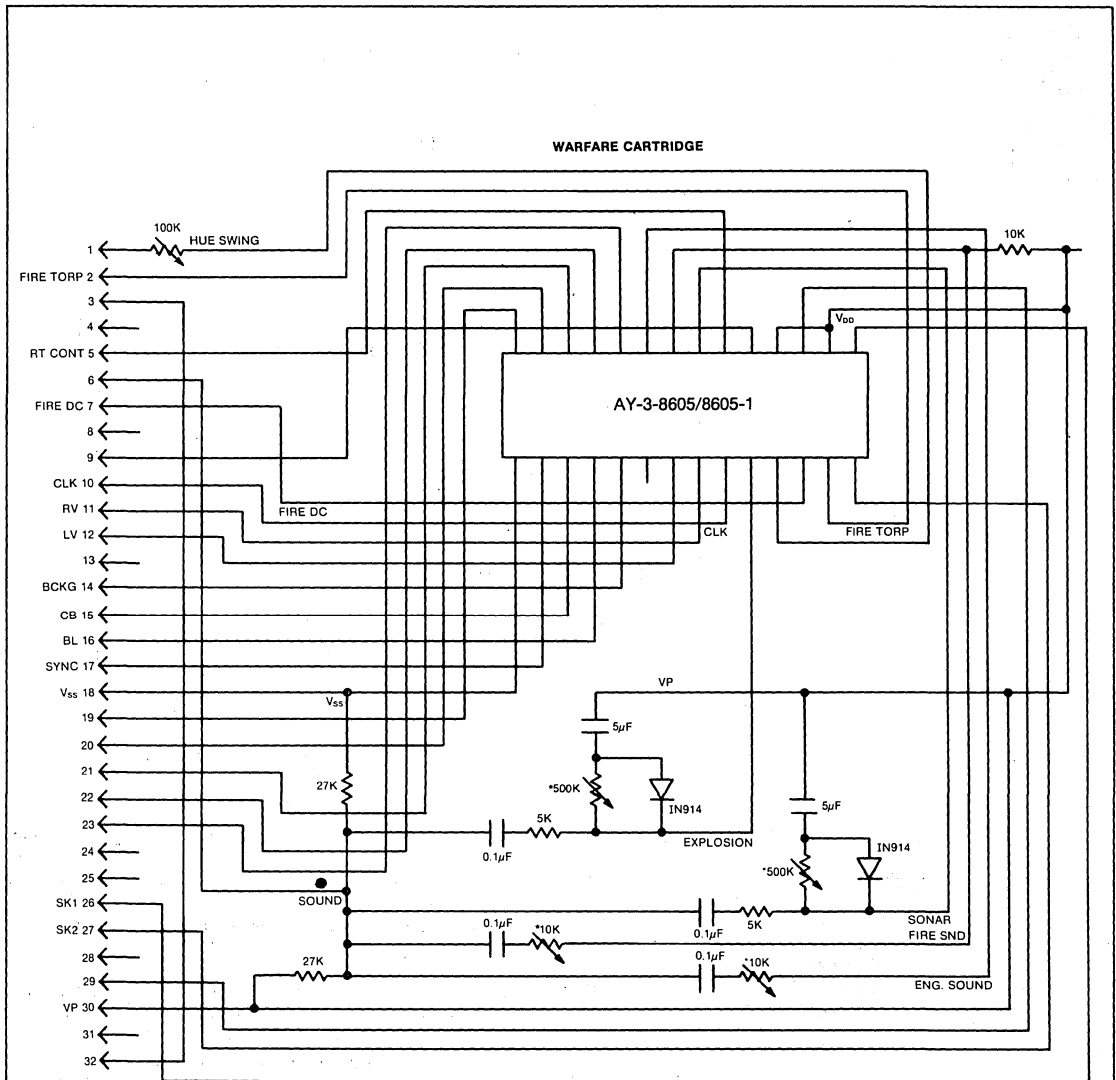 WARFARE CARTRIDGE
100K
HUE SWING
10K
1
FIRE TORP 2
3
4
RT CONT 5
6
FIRE DC 7
8
9
CLK 10
RV 11
LV 12
13
BCKG 14
CB 15
BL 16
SYNC 17
Vss 18
19
20
21
22
23
24
25
SK1 26
SK2 27
28
29
VP 30
31
32
VDD
AY-3-8605/8605-1
FIRE DC
CLK
FIRE TORP
Vss
VP
27K
5µF
*500K
IN914
5K
0.1µF
EXPLOSION
5µF
IN914
*500K
SOUND
0.1µF
5K
SONAR
FIRE SND
0.1µF
*10K
27K
0.1µF
*10K
ENG. SOUND